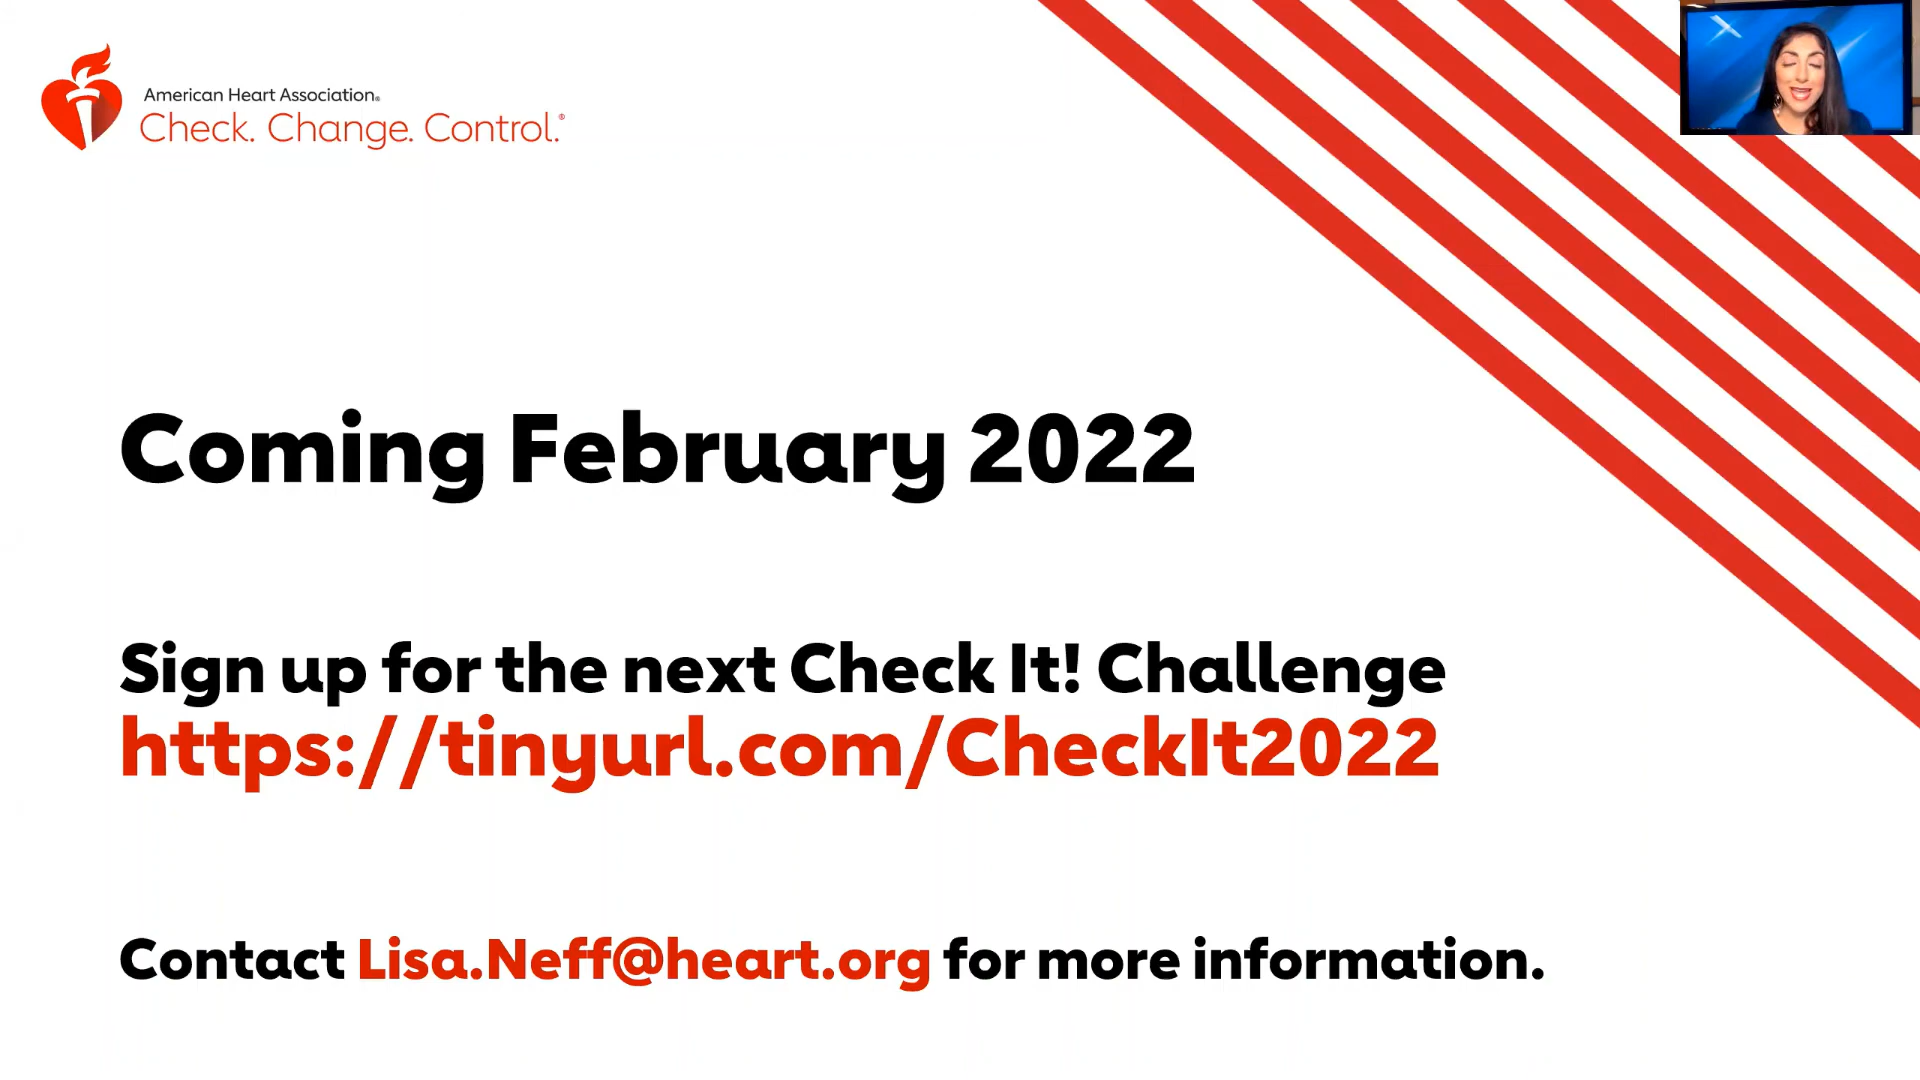 American Heart Association®
Check. Change. Control.®
Coming February 2022
Sign up for the next Check It! Challenge
https://tinyurl.com/CheckIt2022
Contact Lisa.Neff@heart.org for more information.